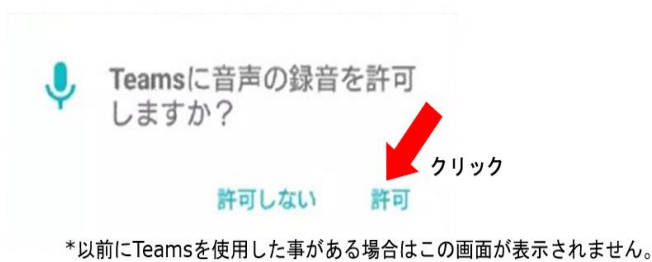 Teamsに音声の録音を許可
しますか？
クリック
許可しない 許可
*以前にTeamsを使用した事がある場合はこの画面が表示されません。